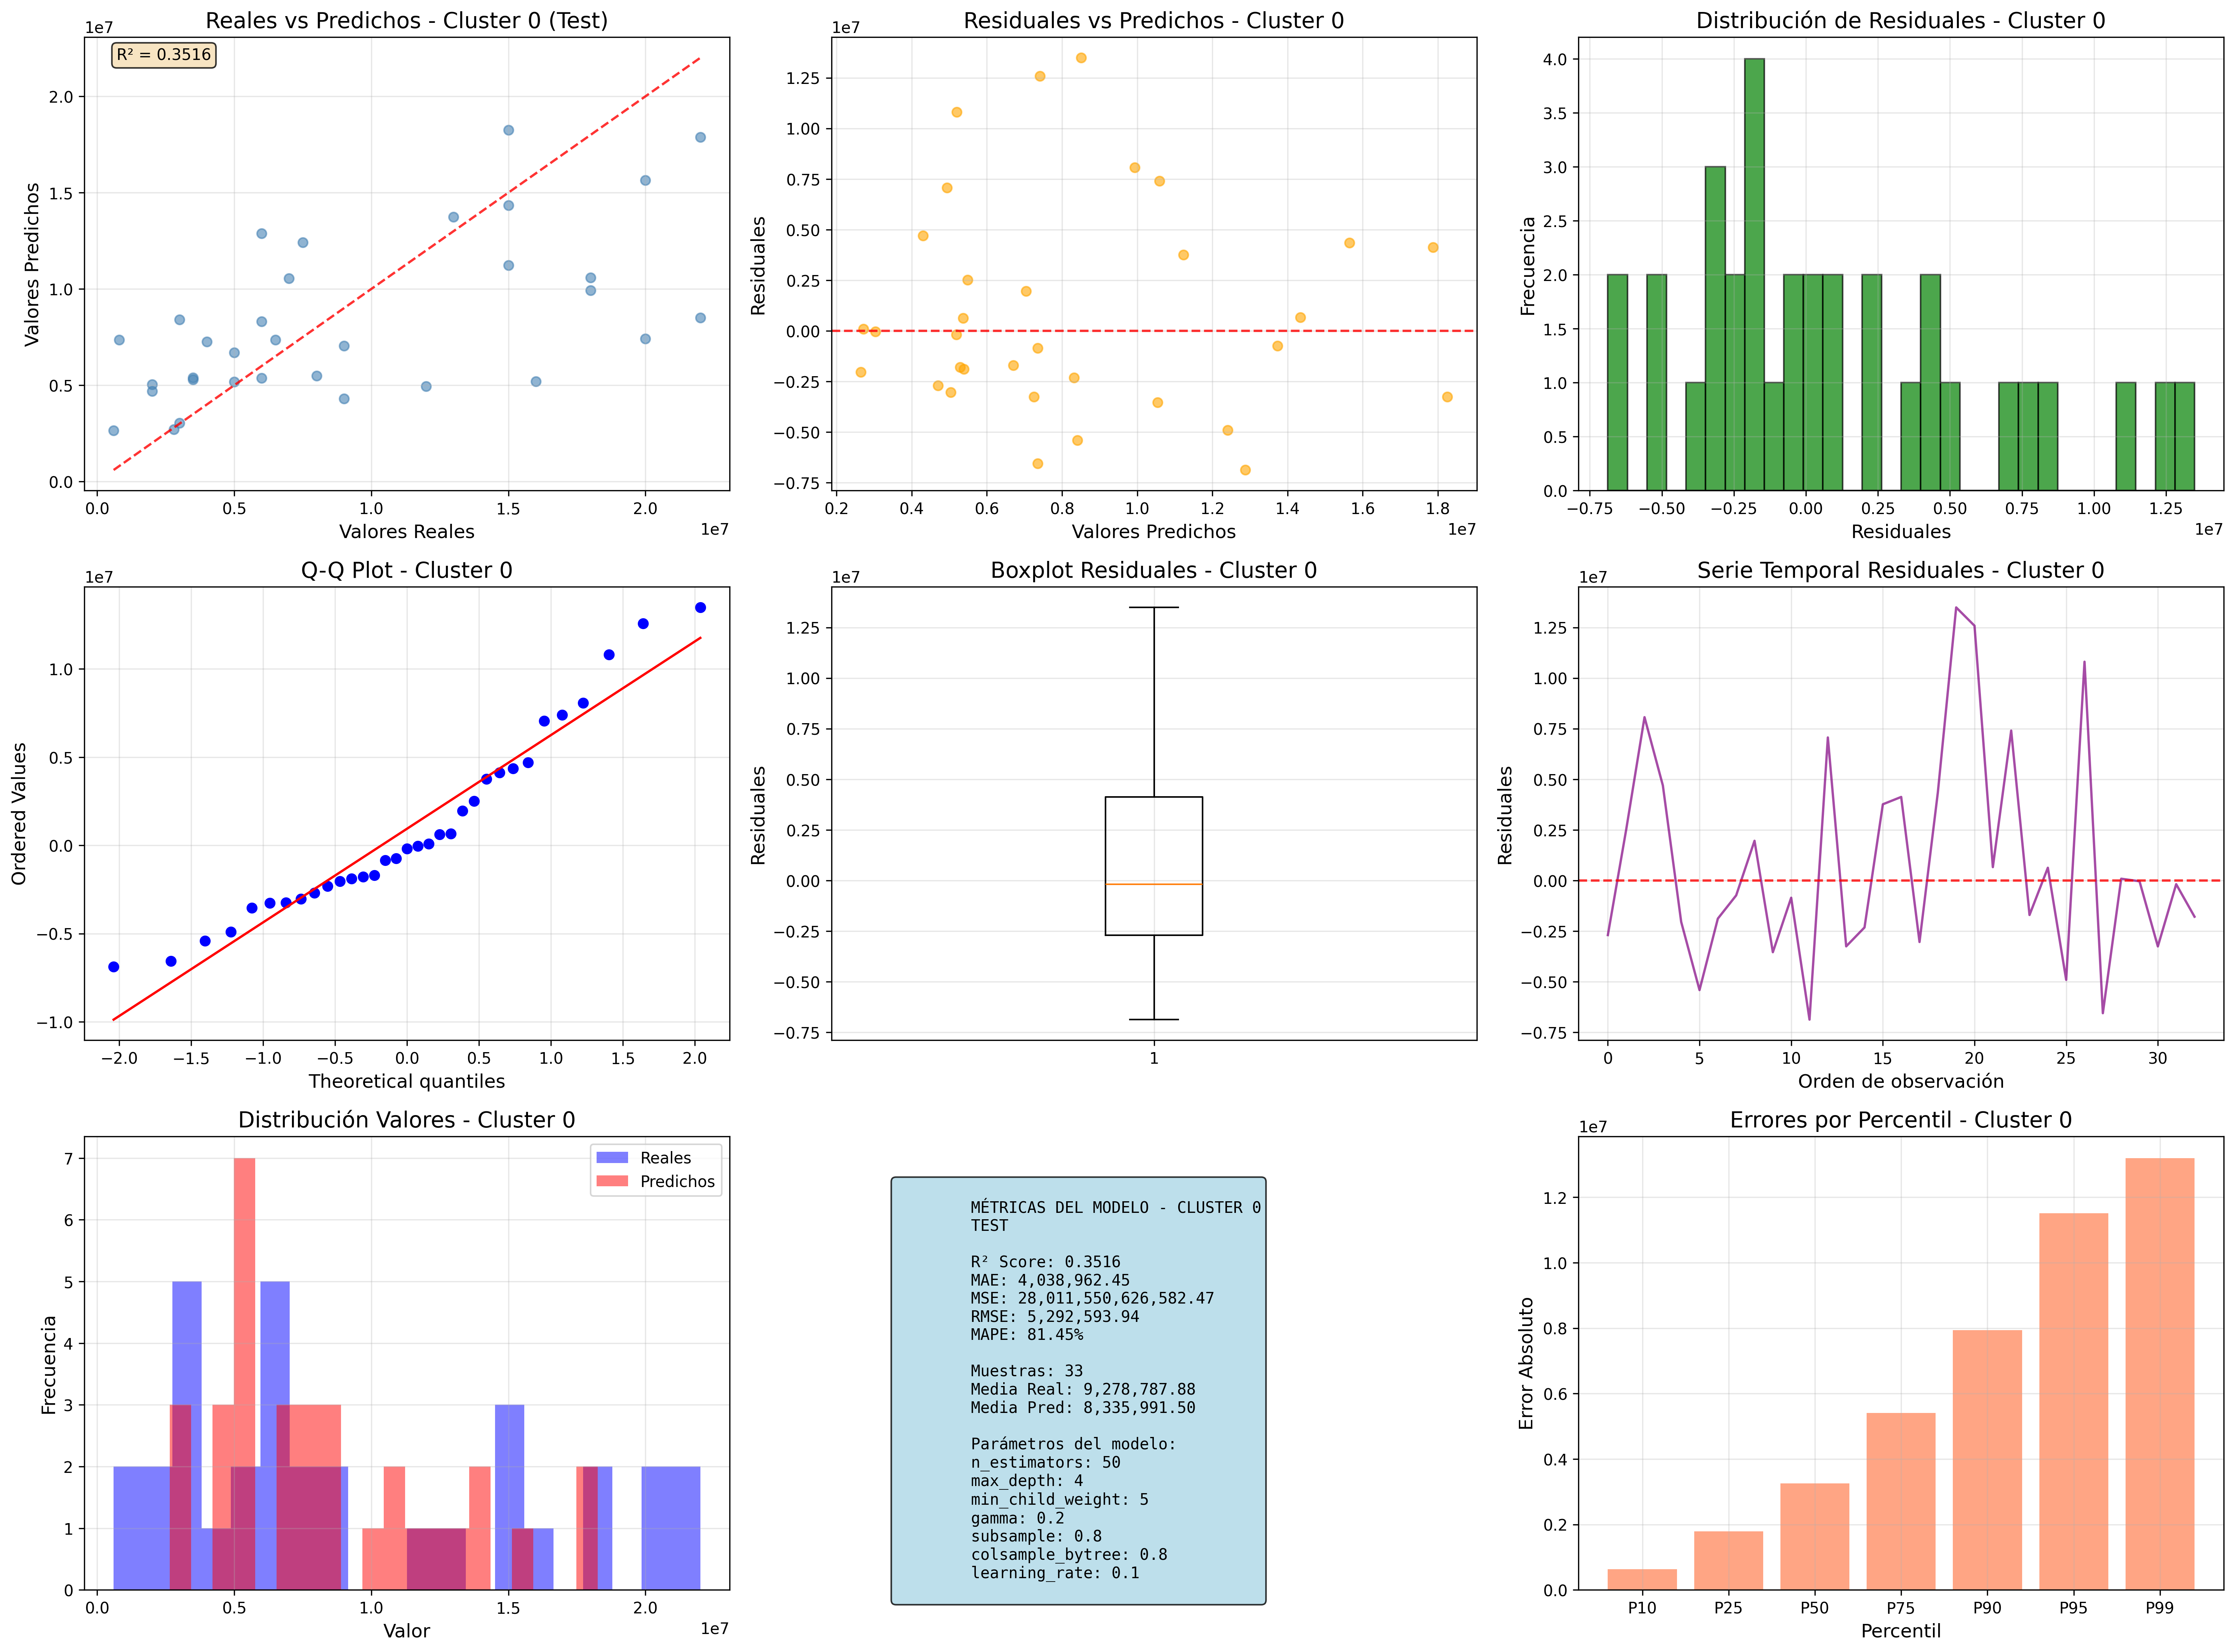 Reales vs Predichos - Cluster 0 (Test)
1e7
R² = 0.3516
Valores Predichos
2.0
1.5
1.0
0.5
0.0
0.0 0.5 1.0 1.5 2.0
1e7
Valores Reales
Residuales vs Predichos - Cluster 0
1e7
Residuales
1.25
1.00
0.75
0.50
0.25
0.00
−0.25
−0.50
−0.75
0.2 0.4 0.6 0.8 1.0 1.2 1.4 1.6 1.8
1e7
Valores Predichos
Distribución de Residuales - Cluster 0
Frecuencia
4.0
3.5
3.0
2.5
2.0
1.5
1.0
0.5
0.0
−0.75 −0.50 −0.25 0.00 0.25 0.50 0.75 1.00 1.25
1e7
Residuales
Q-Q Plot - Cluster 0
1e7
Ordered Values
1.0
0.5
0.0
−0.5
−1.0
−2.0 −1.5 −1.0 −0.5 0.0 0.5 1.0 1.5 2.0
Theoretical quantiles
Boxplot Residuales - Cluster 0
1e7
Residuales
1.25
1.00
0.75
0.50
0.25
0.00
−0.25
−0.50
−0.75
1
Serie Temporal Residuales - Cluster 0
1e7
Residuales
1.25
1.00
0.75
0.50
0.25
0.00
−0.25
−0.50
−0.75
0 5 10 15 20 25 30
Orden de observación
Distribución Valores - Cluster 0
Reales
Predichos
Frecuencia
7
6
5
4
3
2
1
0
0.0 0.5 1.0 1.5 2.0
1e7
Valor
MÉTRICAS DEL MODELO - CLUSTER 0
TEST
R² Score: 0.3516
MAE: 4,038,962.45
MSE: 28,011,550,626,582.47
RMSE: 5,292,593.94
MAPE: 81.45%
Muestras: 33
Media Real: 9,278,787.88
Media Pred: 8,335,991.50
Parámetros del modelo:
n_estimators: 50
max_depth: 4
min_child_weight: 5
gamma: 0.2
subsample: 0.8
colsample_bytree: 0.8
learning_rate: 0.1
Errores por Percentil - Cluster 0
1e7
Error Absoluto
1.2
1.0
0.8
0.6
0.4
0.2
0.0
P10 P25 P50 P75 P90 P95 P99
Percentil